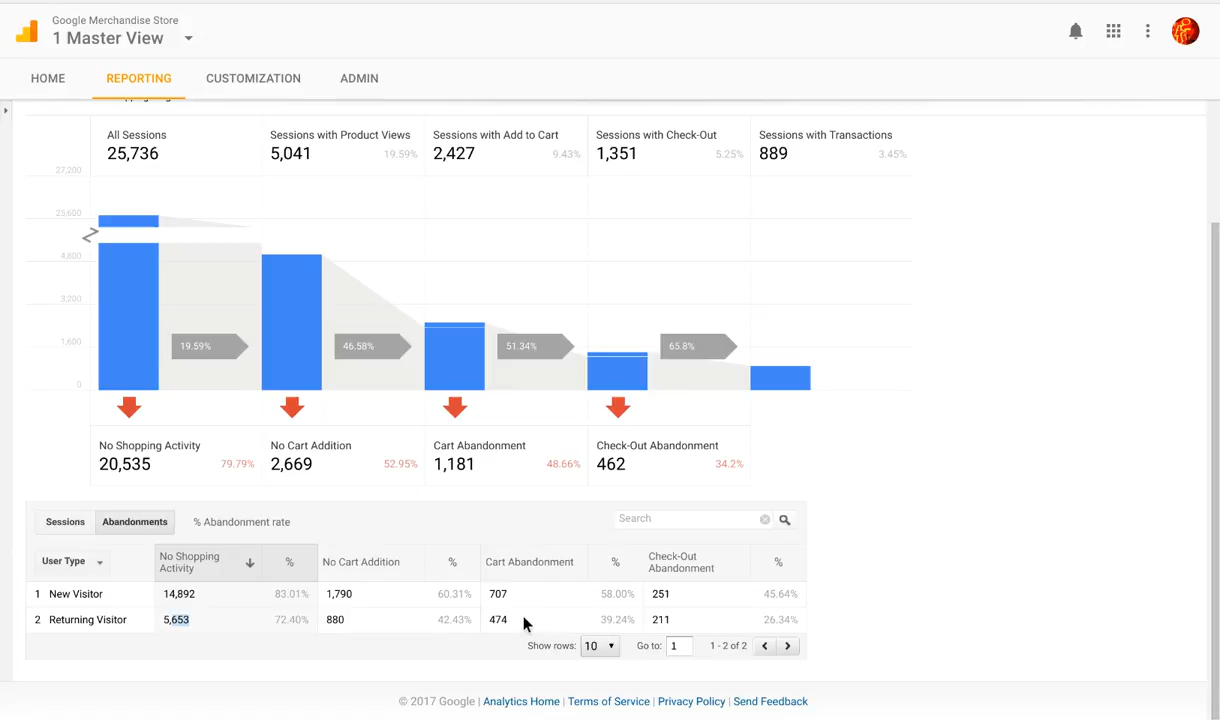 Google Merchandise Store
1 Master View
HOME REPORTING CUSTOMIZATION ADMIN
All Sessions Sessions with Product Views Sessions with Add to Cart Sessions with Check-Out Sessions with Transactions
25,736 5,041 19.59% 2,427 9.43% 1,351 5.25% 889 3.45%
27,200
25,600
4,800
3,200
1,600
19.59% 46.58% 51.34% 65.8%
0
No Shopping Activity No Cart Addition Cart Abandonment Check-Out Abandonment
20,535 79.79% 2,669 52.95% 1,181 48.66% 462 34.2%
Sessions Abandonments % Abandonment rate Search
User Type No Shopping Activity % No Cart Addition % Cart Abandonment % Check-Out Abandonment %
1 New Visitor 14,892 83.01% 1,790 60.31% 707 58.00% 251 45.64%
2 Returning Visitor 5,653 72.40% 880 42.43% 474 39.24% 211 26.34%
Show rows: 10 Go to: 1 1 - 2 of 2
© 2017 Google | Analytics Home | Terms of Service | Privacy Policy | Send Feedback